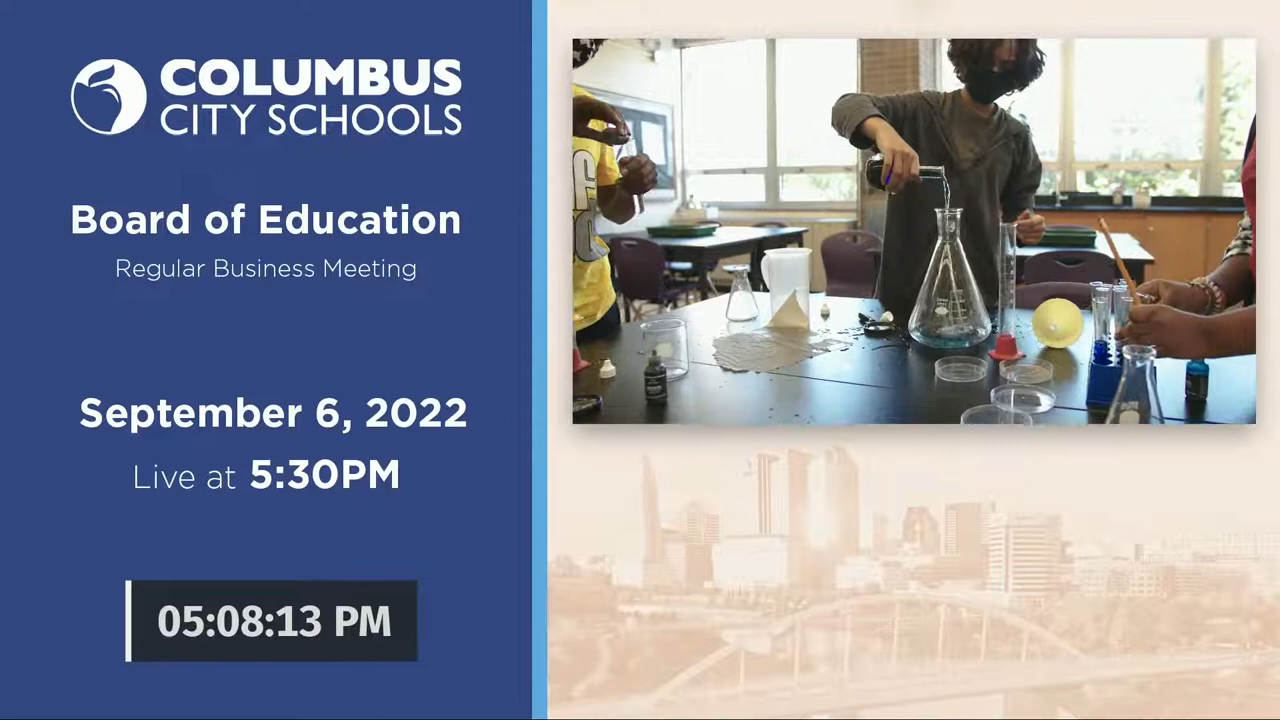 COLUMBUS
CITY SCHOOLS
Board of Education
Regular Business Meeting
September 6, 2022
Live at 5:30PM
05:08:13 PM